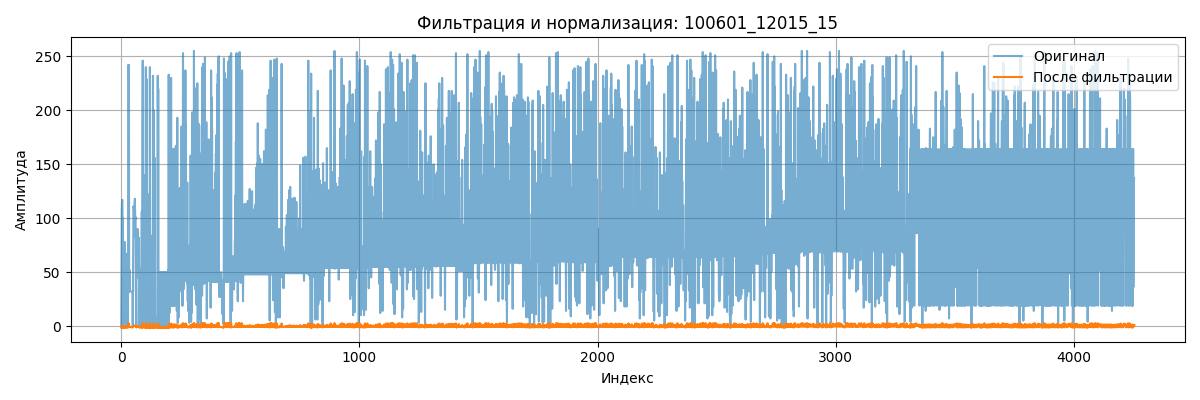 Фильтрация и нормализация: 100601_12015_15
Оригинал
После фильтрации
Амплитуда
250
200
150
100
50
0
0 1000 2000 3000 4000
Индекс